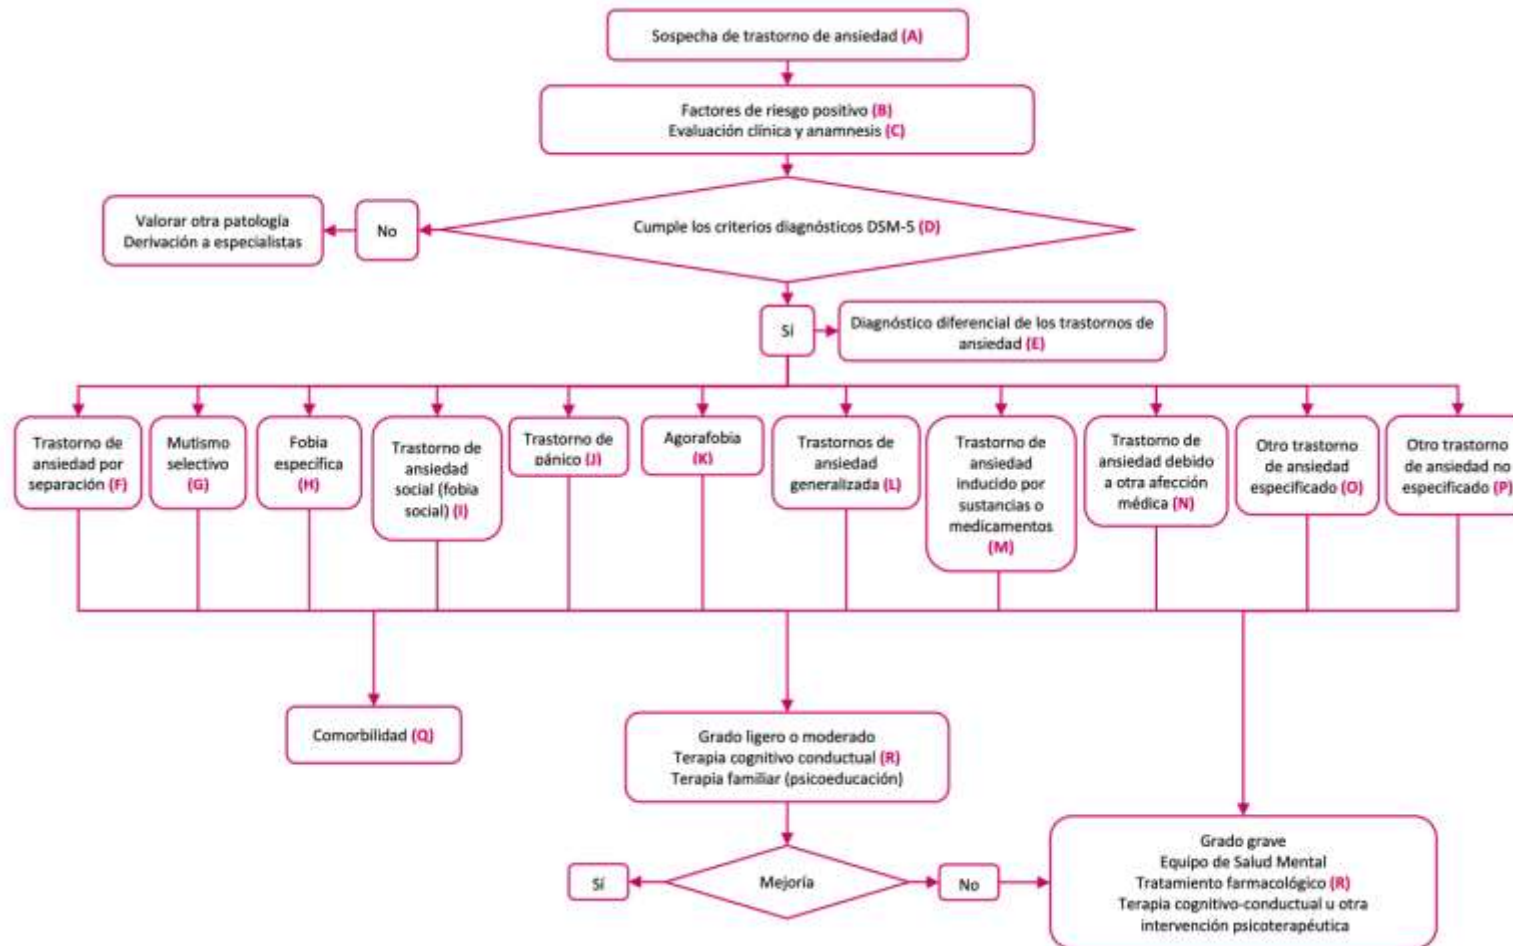 Sospecha de trastorno de ansiedad (A)
Factores de riesgo positivo (B)
Evaluación clínica y anamnesis (C)
Cumple los criterios diagnósticos DSM-5 (D)
No
Valorar otra patología
Derivación a especialistas
Sí
Diagnóstico diferencial de los trastornos de
ansiedad (E)
Trastorno de
ansiedad por
separación (F)
Mutismo
selectivo
(G)
Fobia
específica
(H)
Trastorno de
ansiedad
social (fobia
social) (I)
Trastorno de
pánico (J)
Agorafobia
(K)
Trastornos de
ansiedad
generalizada (L)
Trastorno de
ansiedad
inducido por
sustancias o
medicamentos
(M)
Trastorno de
ansiedad debido
a otra afección
médica (N)
Otro trastorno
de ansiedad
especificado (O)
Otro trastorno
de ansiedad no
especificado (P)
Comorbilidad (Q)
Grado ligero o moderado
Terapia cognitivo conductual (R)
Terapia familiar (psicoeducación)
Mejoría
Sí
No
Grado grave
Equipo de Salud Mental
Tratamiento farmacológico (R)
Terapia cognitivo-conductual u otra
intervención psicoterapéutica